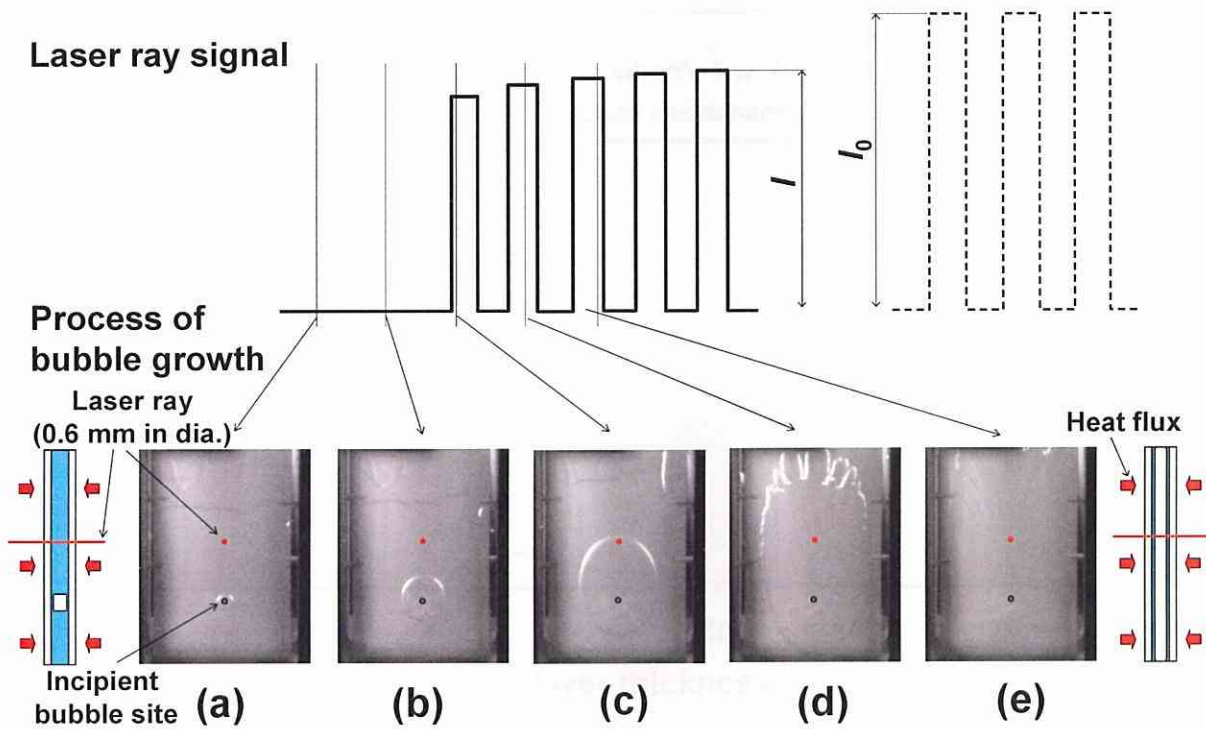 Laser ray signal
I
I0
Process of
bubble growth
Laser ray
(0.6 mm in dia.)
Heat flux
Incipient
bubble site
(a)
(b)
(c)
(d)
(e)